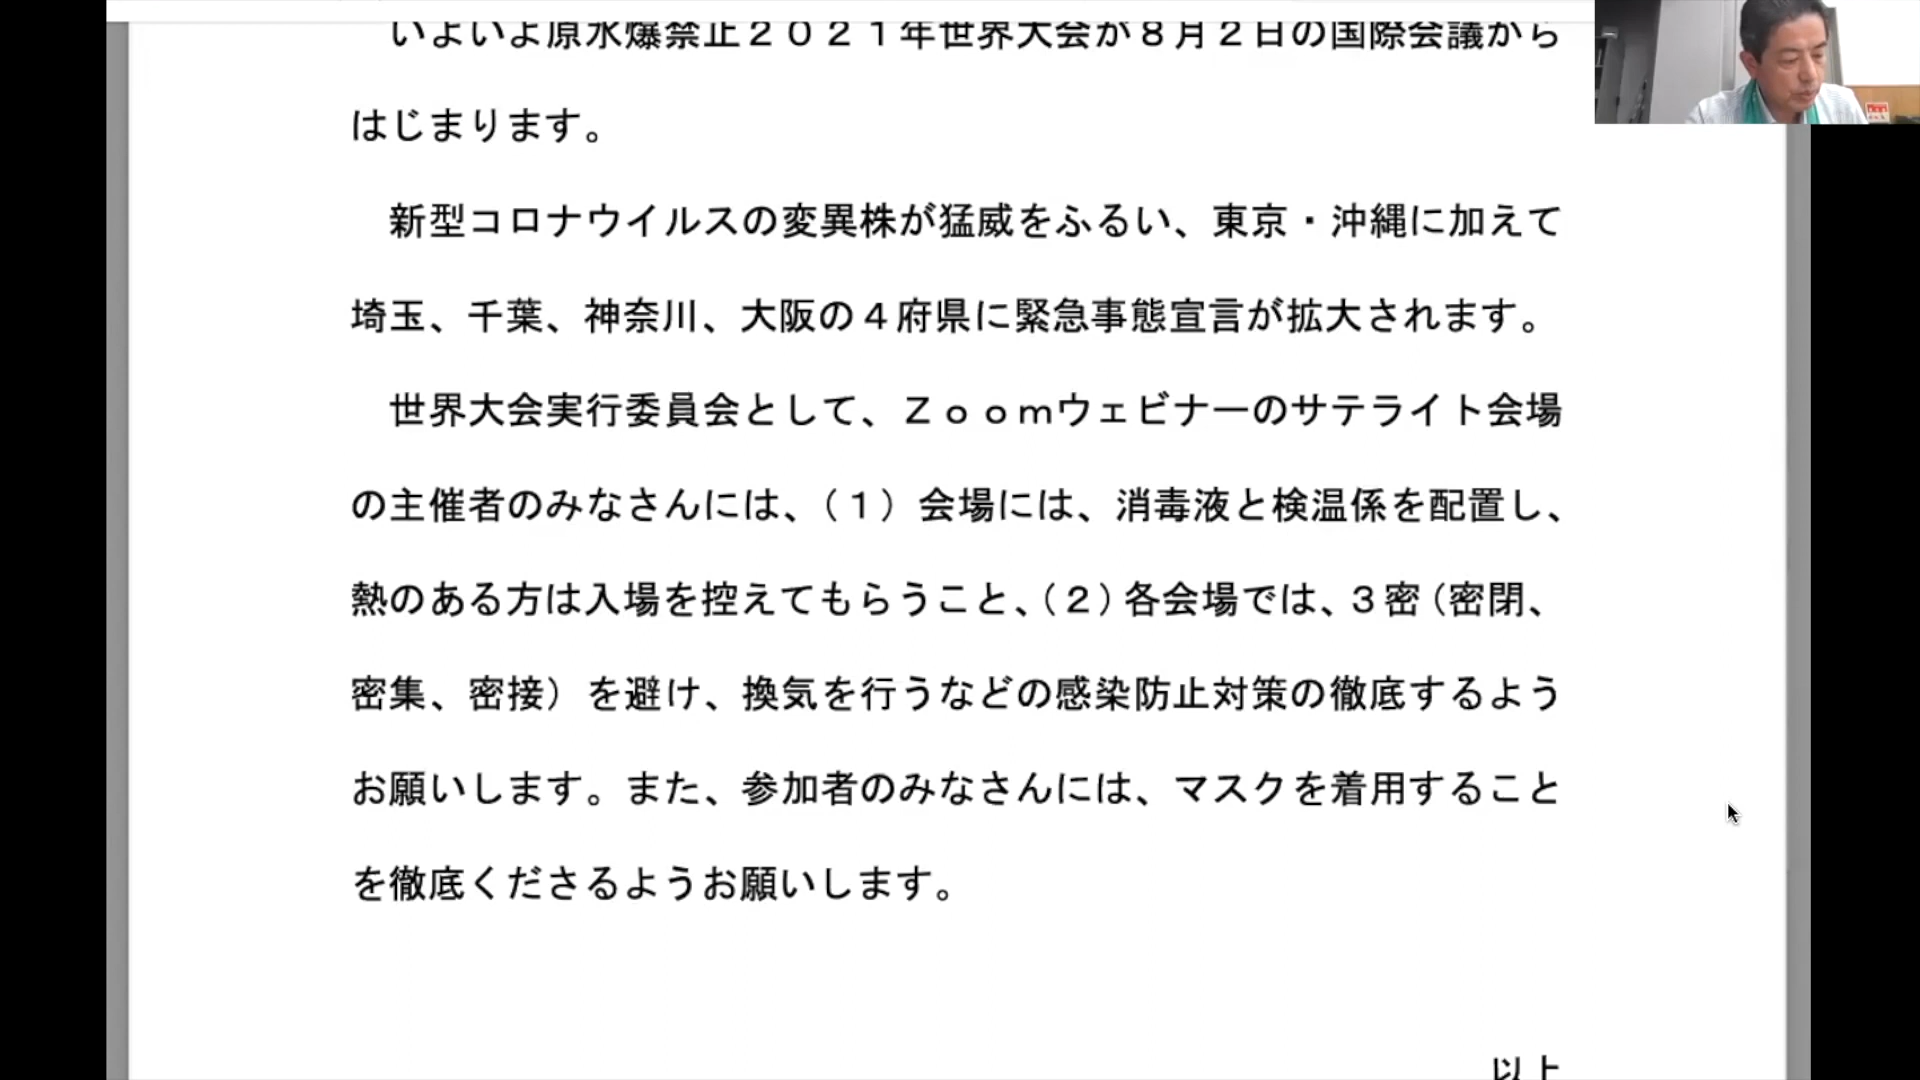 いよいよ原水爆禁止２０２１年世界大会が８月２日の国際会議から
はじまります。
新型コロナウイルスの変異株が猛威をふるい、東京・沖縄に加えて
埼玉、千葉、神奈川、大阪の４府県に緊急事態宣言が拡大されます。
世界大会実行委員会として、Ｚｏｏｍウェビナーのサテライト会場
の主催者のみなさんには、（１）会場には、消毒液と検温係を配置し、
熱のある方は入場を控えてもらうこと、（２）各会場では、３密（密閉、
密集、密接）を避け、換気を行うなどの感染防止対策の徹底するよう
お願いします。また、参加者のみなさんには、マスクを着用すること
を徹底くださるようお願いします。
以上